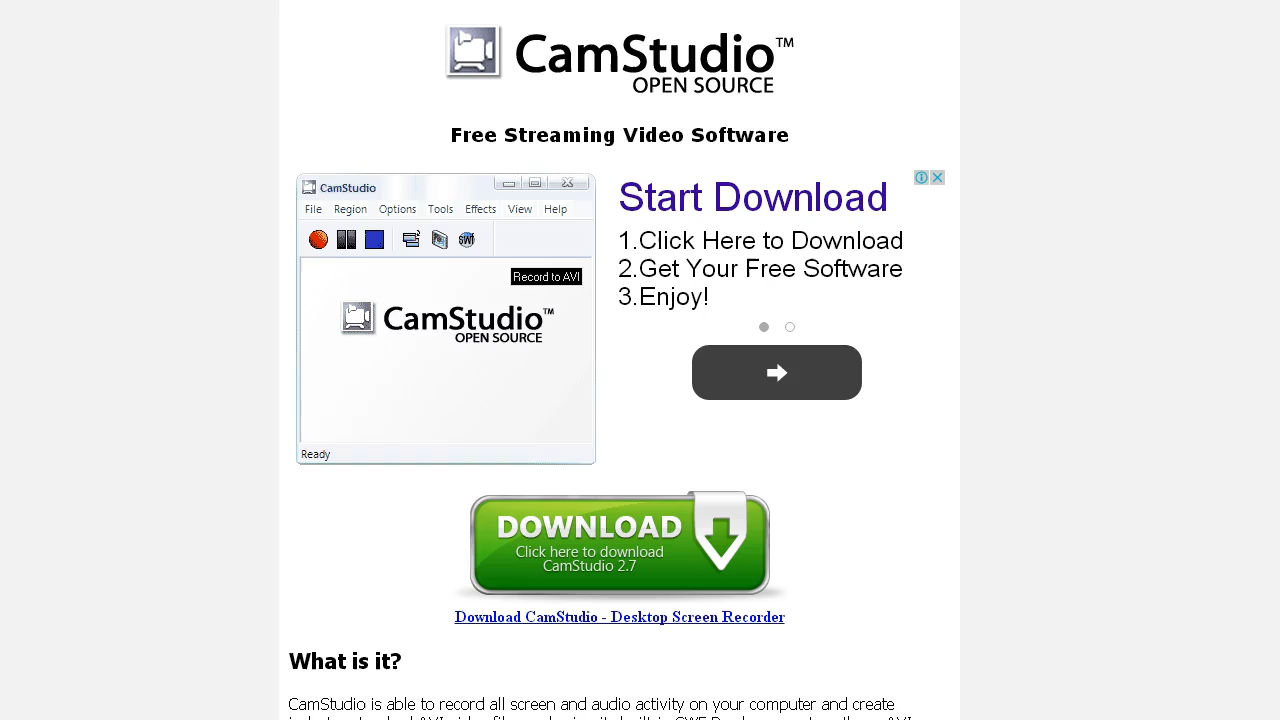 CamStudio™
OPEN SOURCE
Free Streaming Video Software
CamStudio
File Region Options Tools Effects View Help
SWF
Record to AVI
CamStudio™
OPEN SOURCE
Ready
Start Download
1.Click Here to Download
2.Get Your Free Software
3.Enjoy!
DOWNLOAD
Click here to download
CamStudio 2.7
Download CamStudio - Desktop Screen Recorder
What is it?
CamStudio is able to record all screen and audio activity on your computer and create